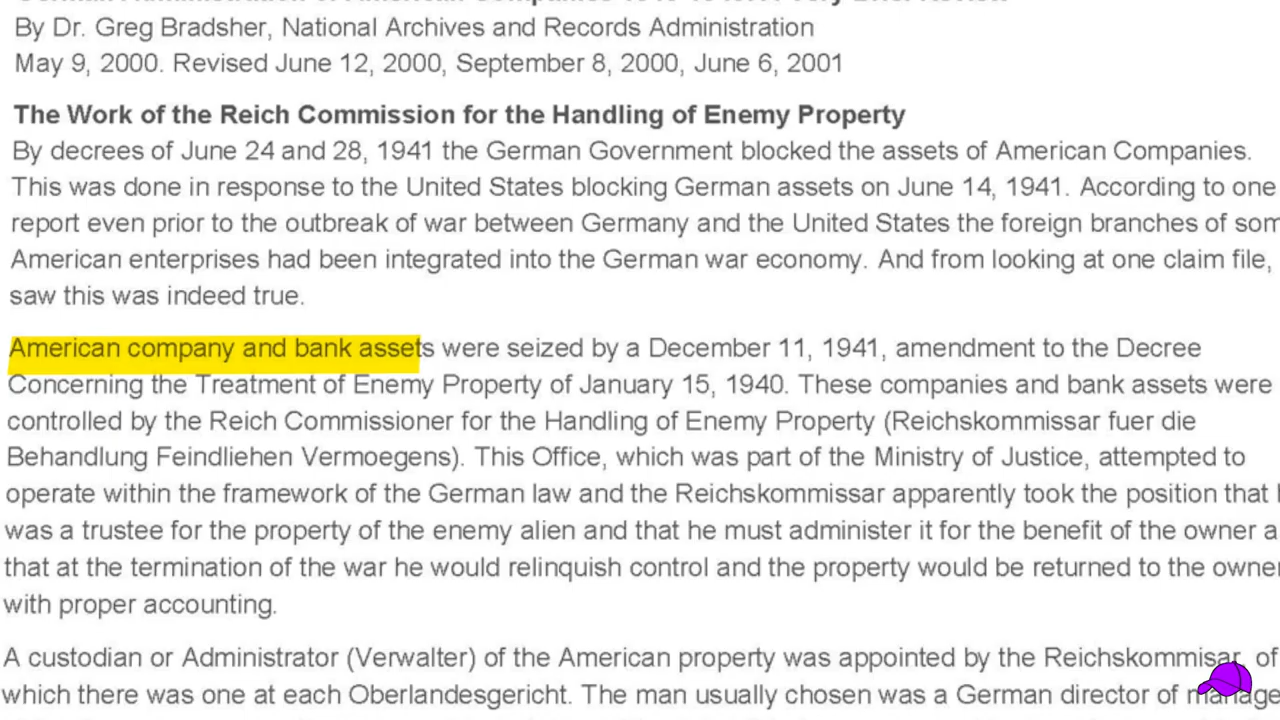 By Dr. Greg Bradsher, National Archives and Records Administration
May 9, 2000. Revised June 12, 2000, September 8, 2000, June 6, 2001
The Work of the Reich Commission for the Handling of Enemy Property
By decrees of June 24 and 28, 1941 the German Government blocked the assets of American Companies.
This was done in response to the United States blocking German assets on June 14, 1941. According to one
report even prior to the outbreak of war between Germany and the United States the foreign branches of
American enterprises had been integrated into the German war economy. And from looking at one claim file,
saw this was indeed true.
American company and bank assets were seized by a December 11, 1941, amendment to the Decree
Concerning the Treatment of Enemy Property of January 15, 1940. These companies and bank assets were
controlled by the Reich Commissioner for the Handling of Enemy Property (Reichskommissar fuer die
Behandlung Feindliehen Vermoegens). This Office, which was part of the Ministry of Justice, attempted to
operate within the framework of the German law and the Reichskommissar apparently took the position that
was a trustee for the property of the enemy alien and that he must administer it for the benefit of the owner
that at the termination of the war he would relinquish control and the property would be returned to the
with proper accounting.
A custodian or Administrator (Verwalter) of the American property was appointed by the Reichskommisar, of
which there was one at each Oberlandesgericht. The man usually chosen was a German director of